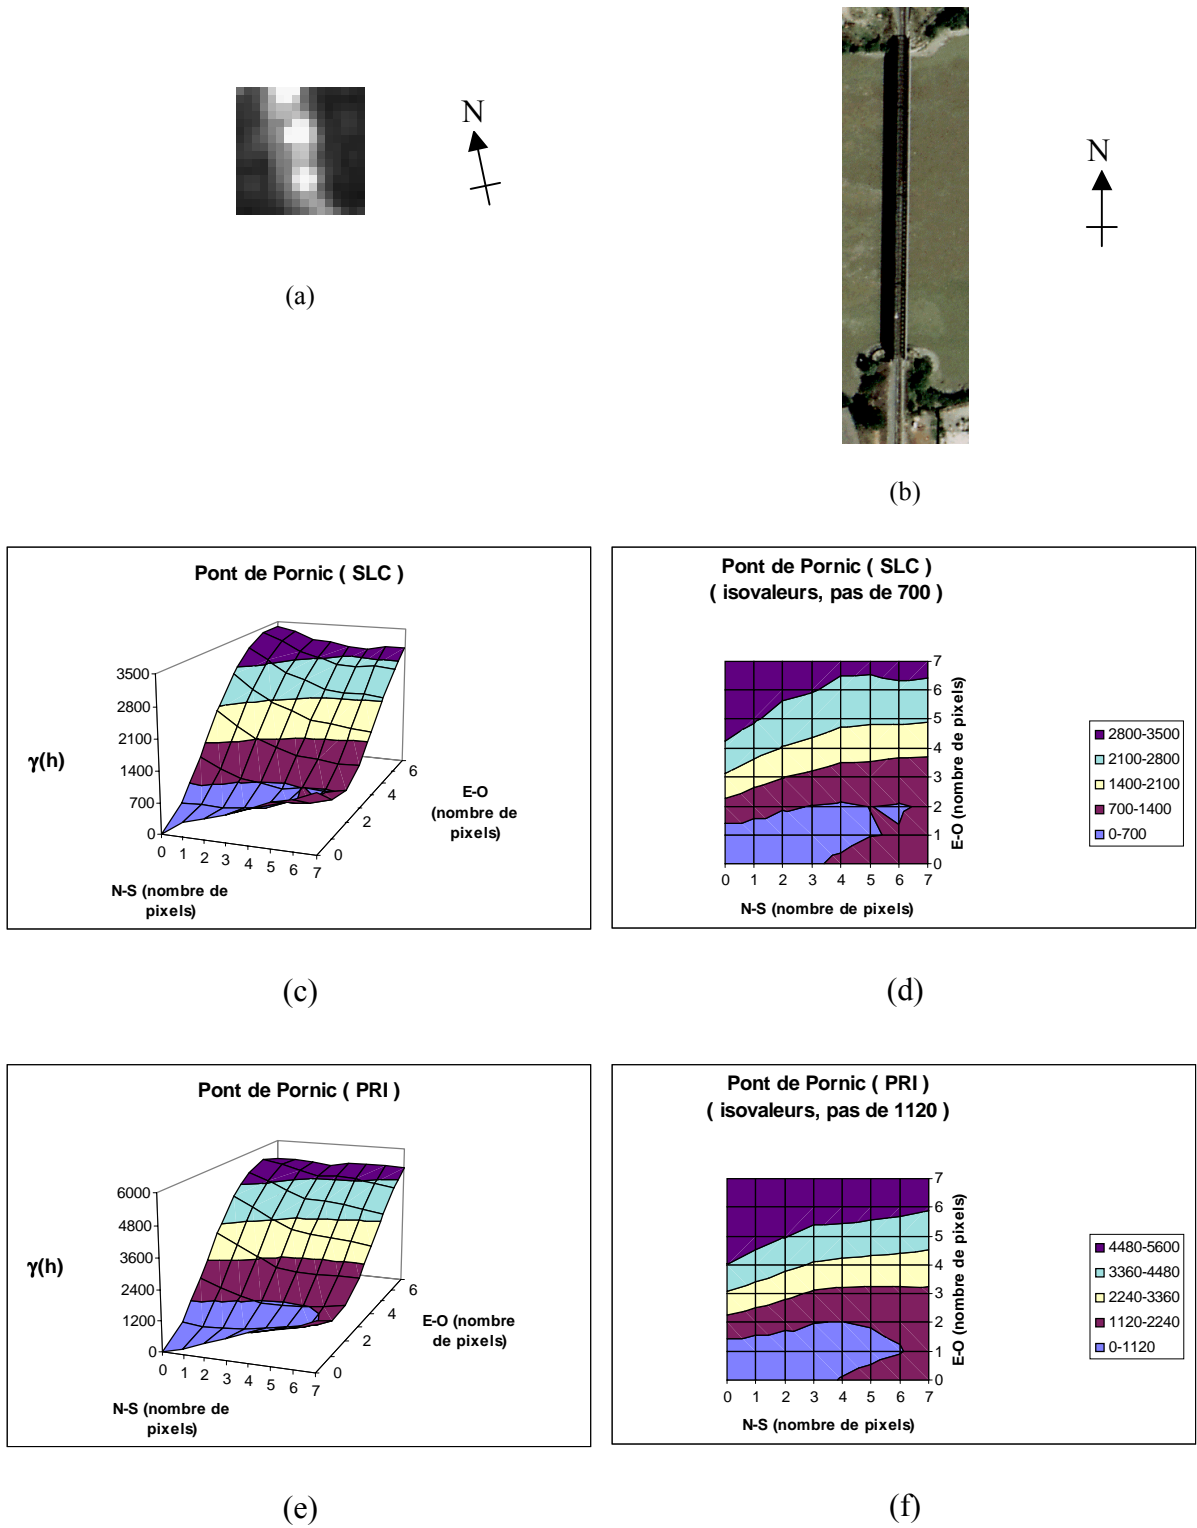 N
N
(a)
(b)
Pont de Pornic ( SLC )
3500
2800
2100
1400
700
0
γ(h)
0 1 2 3 4 5 6 7
N-S (nombre de
pixels)
0
2
4
6
E-O
(nombre de
pixels)
Pont de Pornic ( SLC )
( isovaleurs, pas de 700 )
7
6
5
4
3
2
1
0
E-O (nombre de pixels)
0 1 2 3 4 5 6 7
N-S (nombre de pixels)
2800-3500
2100-2800
1400-2100
700-1400
0-700
(c)
(d)
Pont de Pornic ( PRI )
6000
4800
3600
2400
1200
0
γ(h)
0 1 2 3 4 5 6 7
N-S (nombre de
pixels)
0
2
4
6
E-O (nombre
de pixels)
Pont de Pornic ( PRI )
( isovaleurs, pas de 1120 )
7
6
5
4
3
2
1
0
E-O (nombre de pixels)
0 1 2 3 4 5 6 7
N-S (nombre de pixels)
4480-5600
3360-4480
2240-3360
1120-2240
0-1120
(e)
(f)